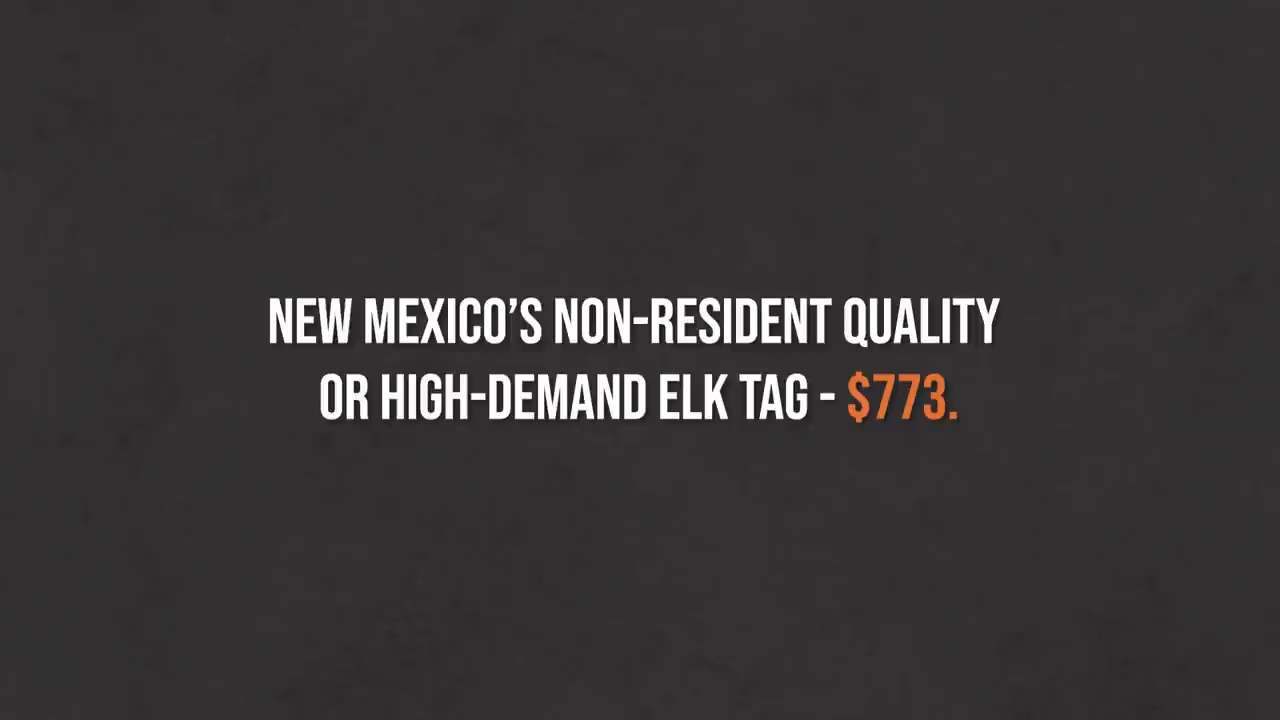 NEW MEXICO’S NON-RESIDENT QUALITY
OR HIGH-DEMAND ELK TAG - $773.